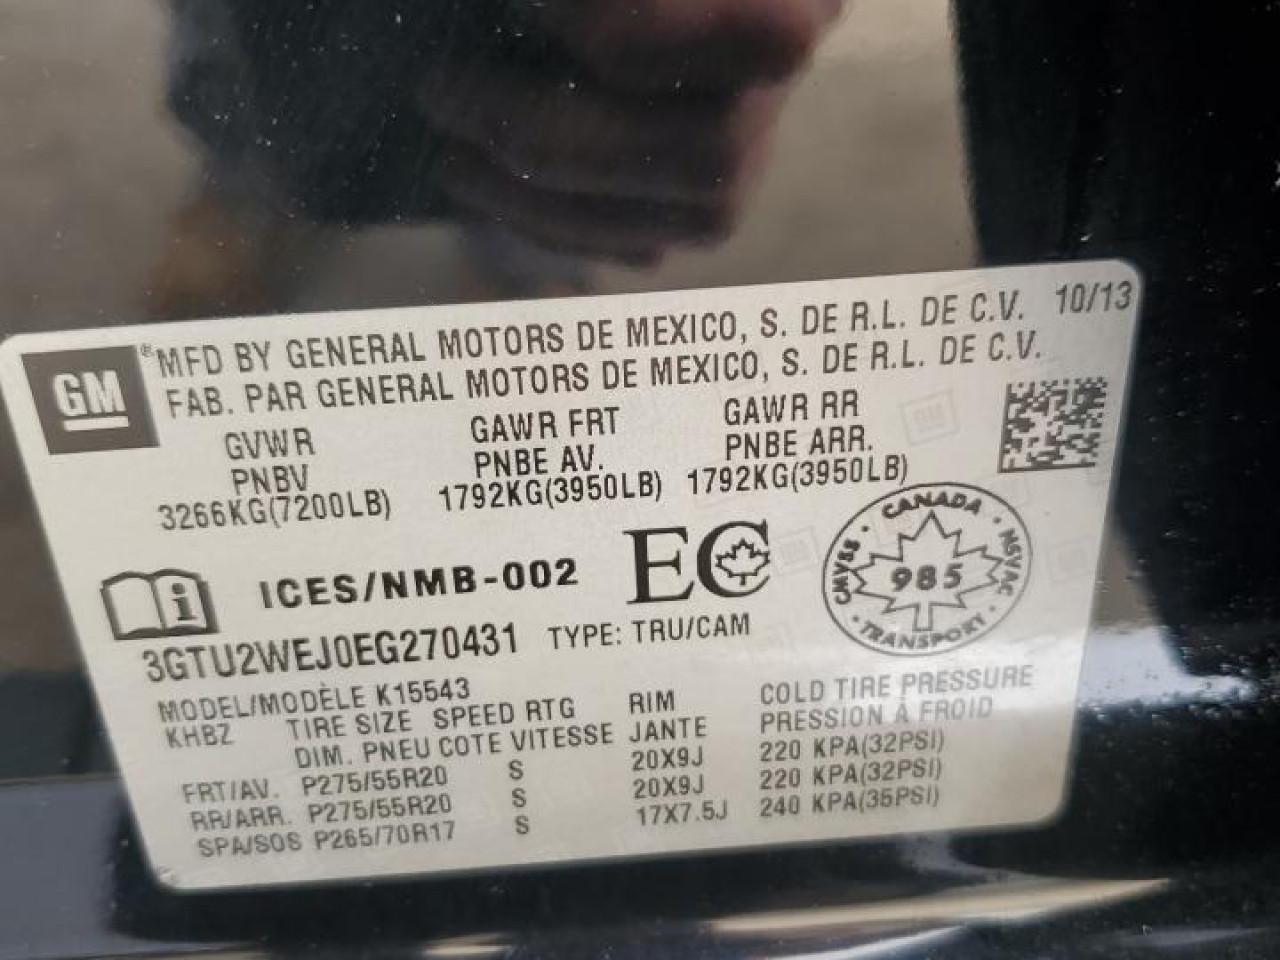 GM
®MFD BY GENERAL MOTORS DE MEXICO, S. DE R.L. DE C.V. 10/13
FAB. PAR GENERAL MOTORS DE MEXICO, S. DE R.L. DE C.V.
GVWR GAWR FRT GAWR RR
PNBV PNBE AV. PNBE ARR.
3266KG(7200LB) 1792KG(3950LB) 1792KG(3950LB)
ICES/NMB-002 EC
CANADA
CMVSS 985 NSVAC
TRANSPORT
3GTU2WEJ0EG270431 TYPE: TRU/CAM
MODEL/MODÈLE K15543
KHBZ TIRE SIZE SPEED RTG RIM COLD TIRE PRESSURE
DIM. PNEU COTE VITESSE JANTE PRESSION À FROID
FRT/AV. P275/55R20 S 20X9J 220 KPA(32PSI)
RR/ARR. P275/55R20 S 20X9J 220 KPA(32PSI)
SPA/SOS P265/70R17 S 17X7.5J 240 KPA(35PSI)